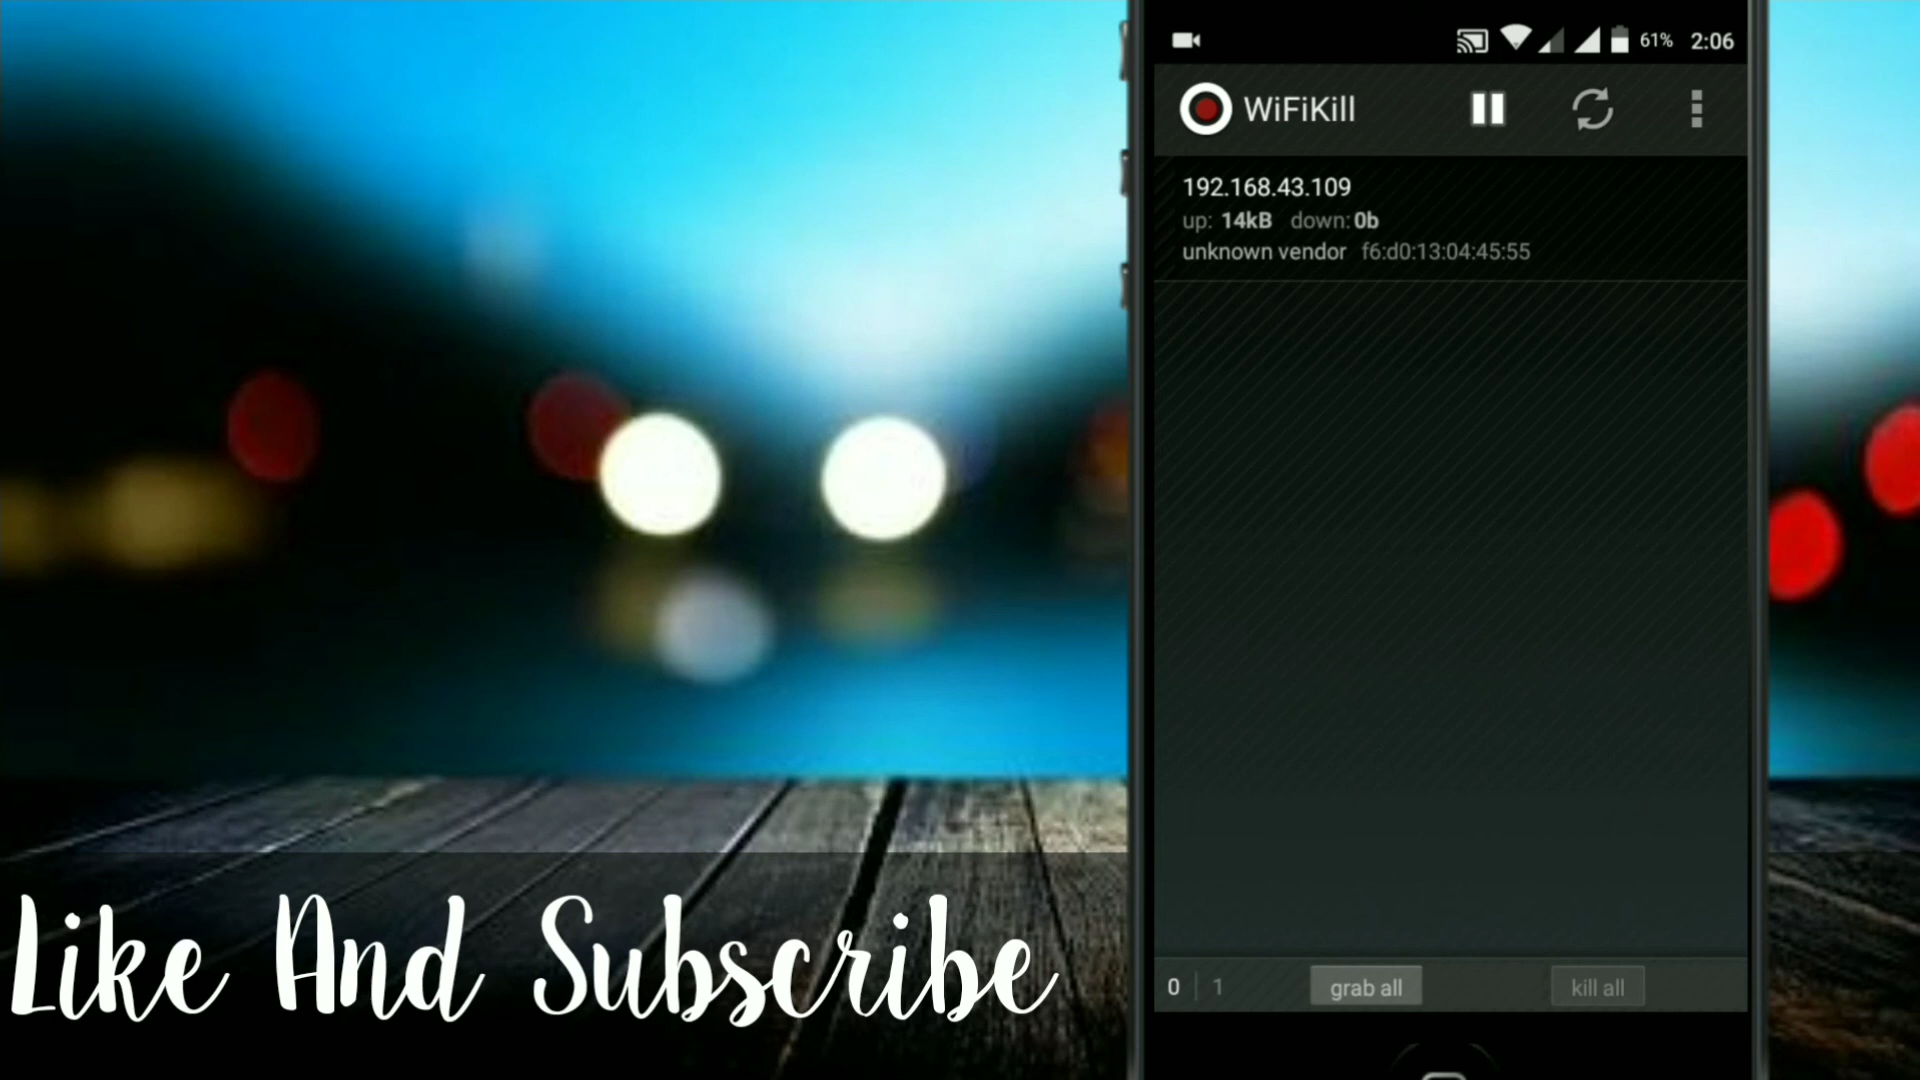 61% 2:06
WiFiKill
192.168.43.109
up: 14kB down: 0b
unknown vendor f6:d0:13:04:45:55
0 1 grab all kill all
Like And Subscribe